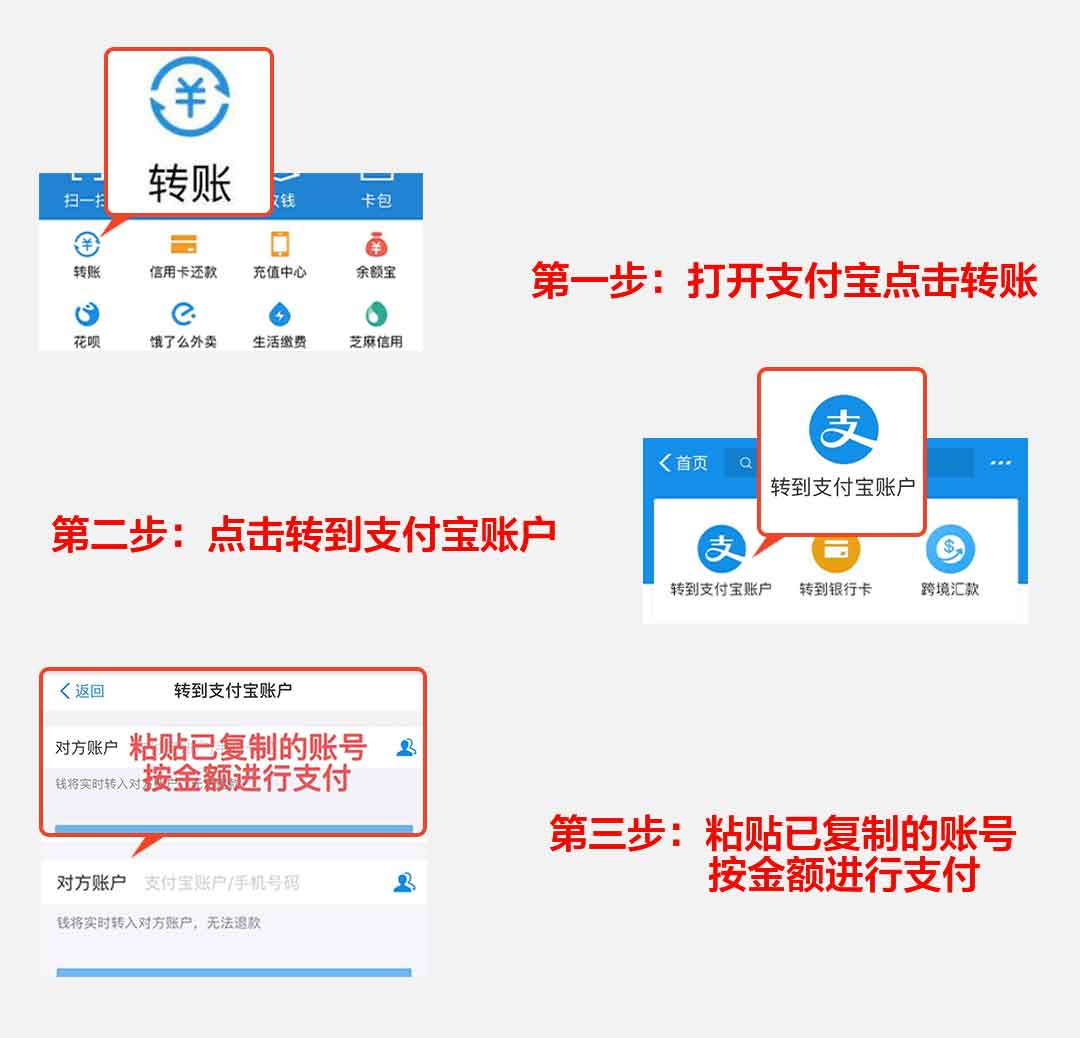 转账
扫一扫
收钱
卡包
转账
信用卡还款
充值中心
余额宝
花呗
饿了么外卖
生活缴费
芝麻信用
第一步：打开支付宝点击转账
转到支付宝账户
首页
转到支付宝账户
转到银行卡
跨境汇款
第二步：点击转到支付宝账户
返回
转到支付宝账户
对方账户
粘贴已复制的账号
按金额进行支付
钱将实时转入对方
对方账户
支付宝账户/手机号码
钱将实时转入对方账户，无法退款
第三步：粘贴已复制的账号
按金额进行支付